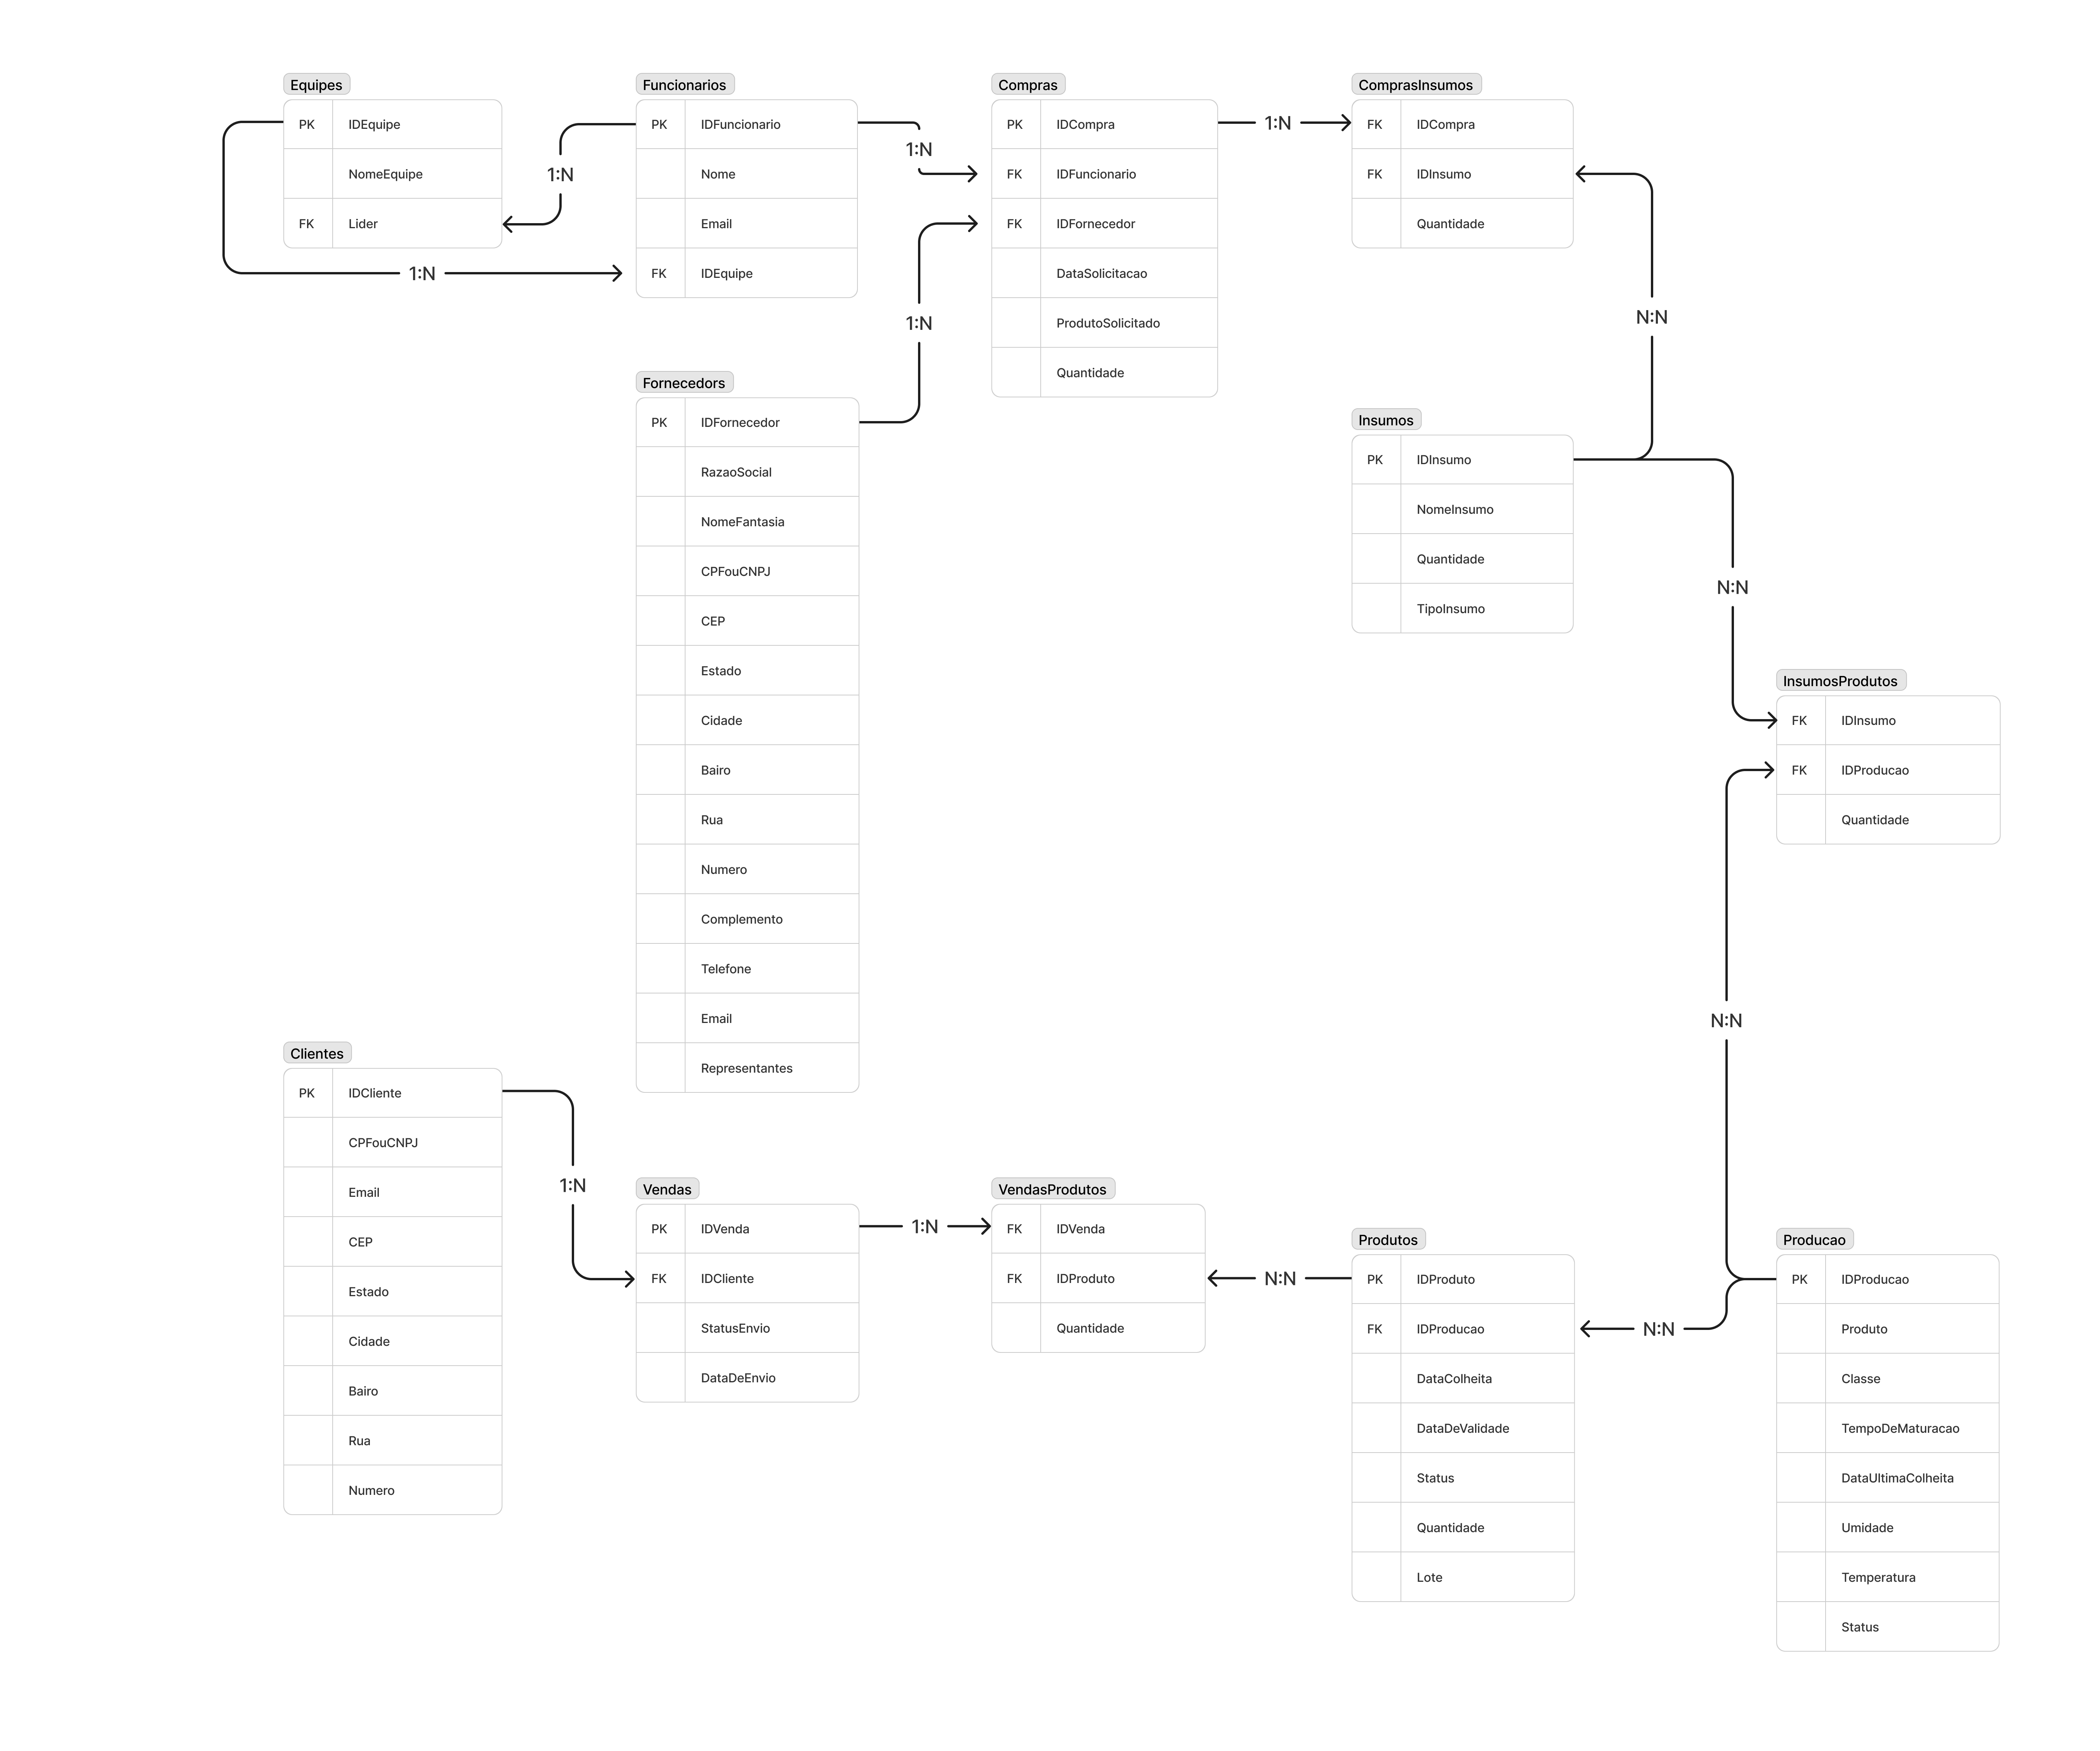 Equipes
PK IDEquipe
NomeEquipe
FK Lider
Funcionarios
PK IDFuncionario
Nome
Email
FK IDEquipe
Compras
PK IDCompra
FK IDFuncionario
FK IDFornecedor
DataSolicitacao
ProdutoSolicitado
Quantidade
ComprasInsumos
FK IDCompra
FK IDInsumo
Quantidade
1:N
1:N
1:N
1:N
1:N
N:N
Fornecedors
PK IDFornecedor
RazaoSocial
NomeFantasia
CPFouCNPJ
CEP
Estado
Cidade
Bairo
Rua
Numero
Complemento
Telefone
Email
Representantes
Insumos
PK IDInsumo
NomeInsumo
Quantidade
TipoInsumo
N:N
InsumosProdutos
FK IDInsumo
FK IDProducao
Quantidade
N:N
Clientes
PK IDCliente
CPFouCNPJ
Email
CEP
Estado
Cidade
Bairo
Rua
Numero
1:N
Vendas
PK IDVenda
FK IDCliente
StatusEnvio
DataDeEnvio
1:N
VendasProdutos
FK IDVenda
FK IDProduto
Quantidade
N:N
Produtos
PK IDProduto
FK IDProducao
DataColheita
DataDeValidade
Status
Quantidade
Lote
N:N
Producao
PK IDProducao
Produto
Classe
TempoDeMaturacao
DataUltimaColheita
Umidade
Temperatura
Status